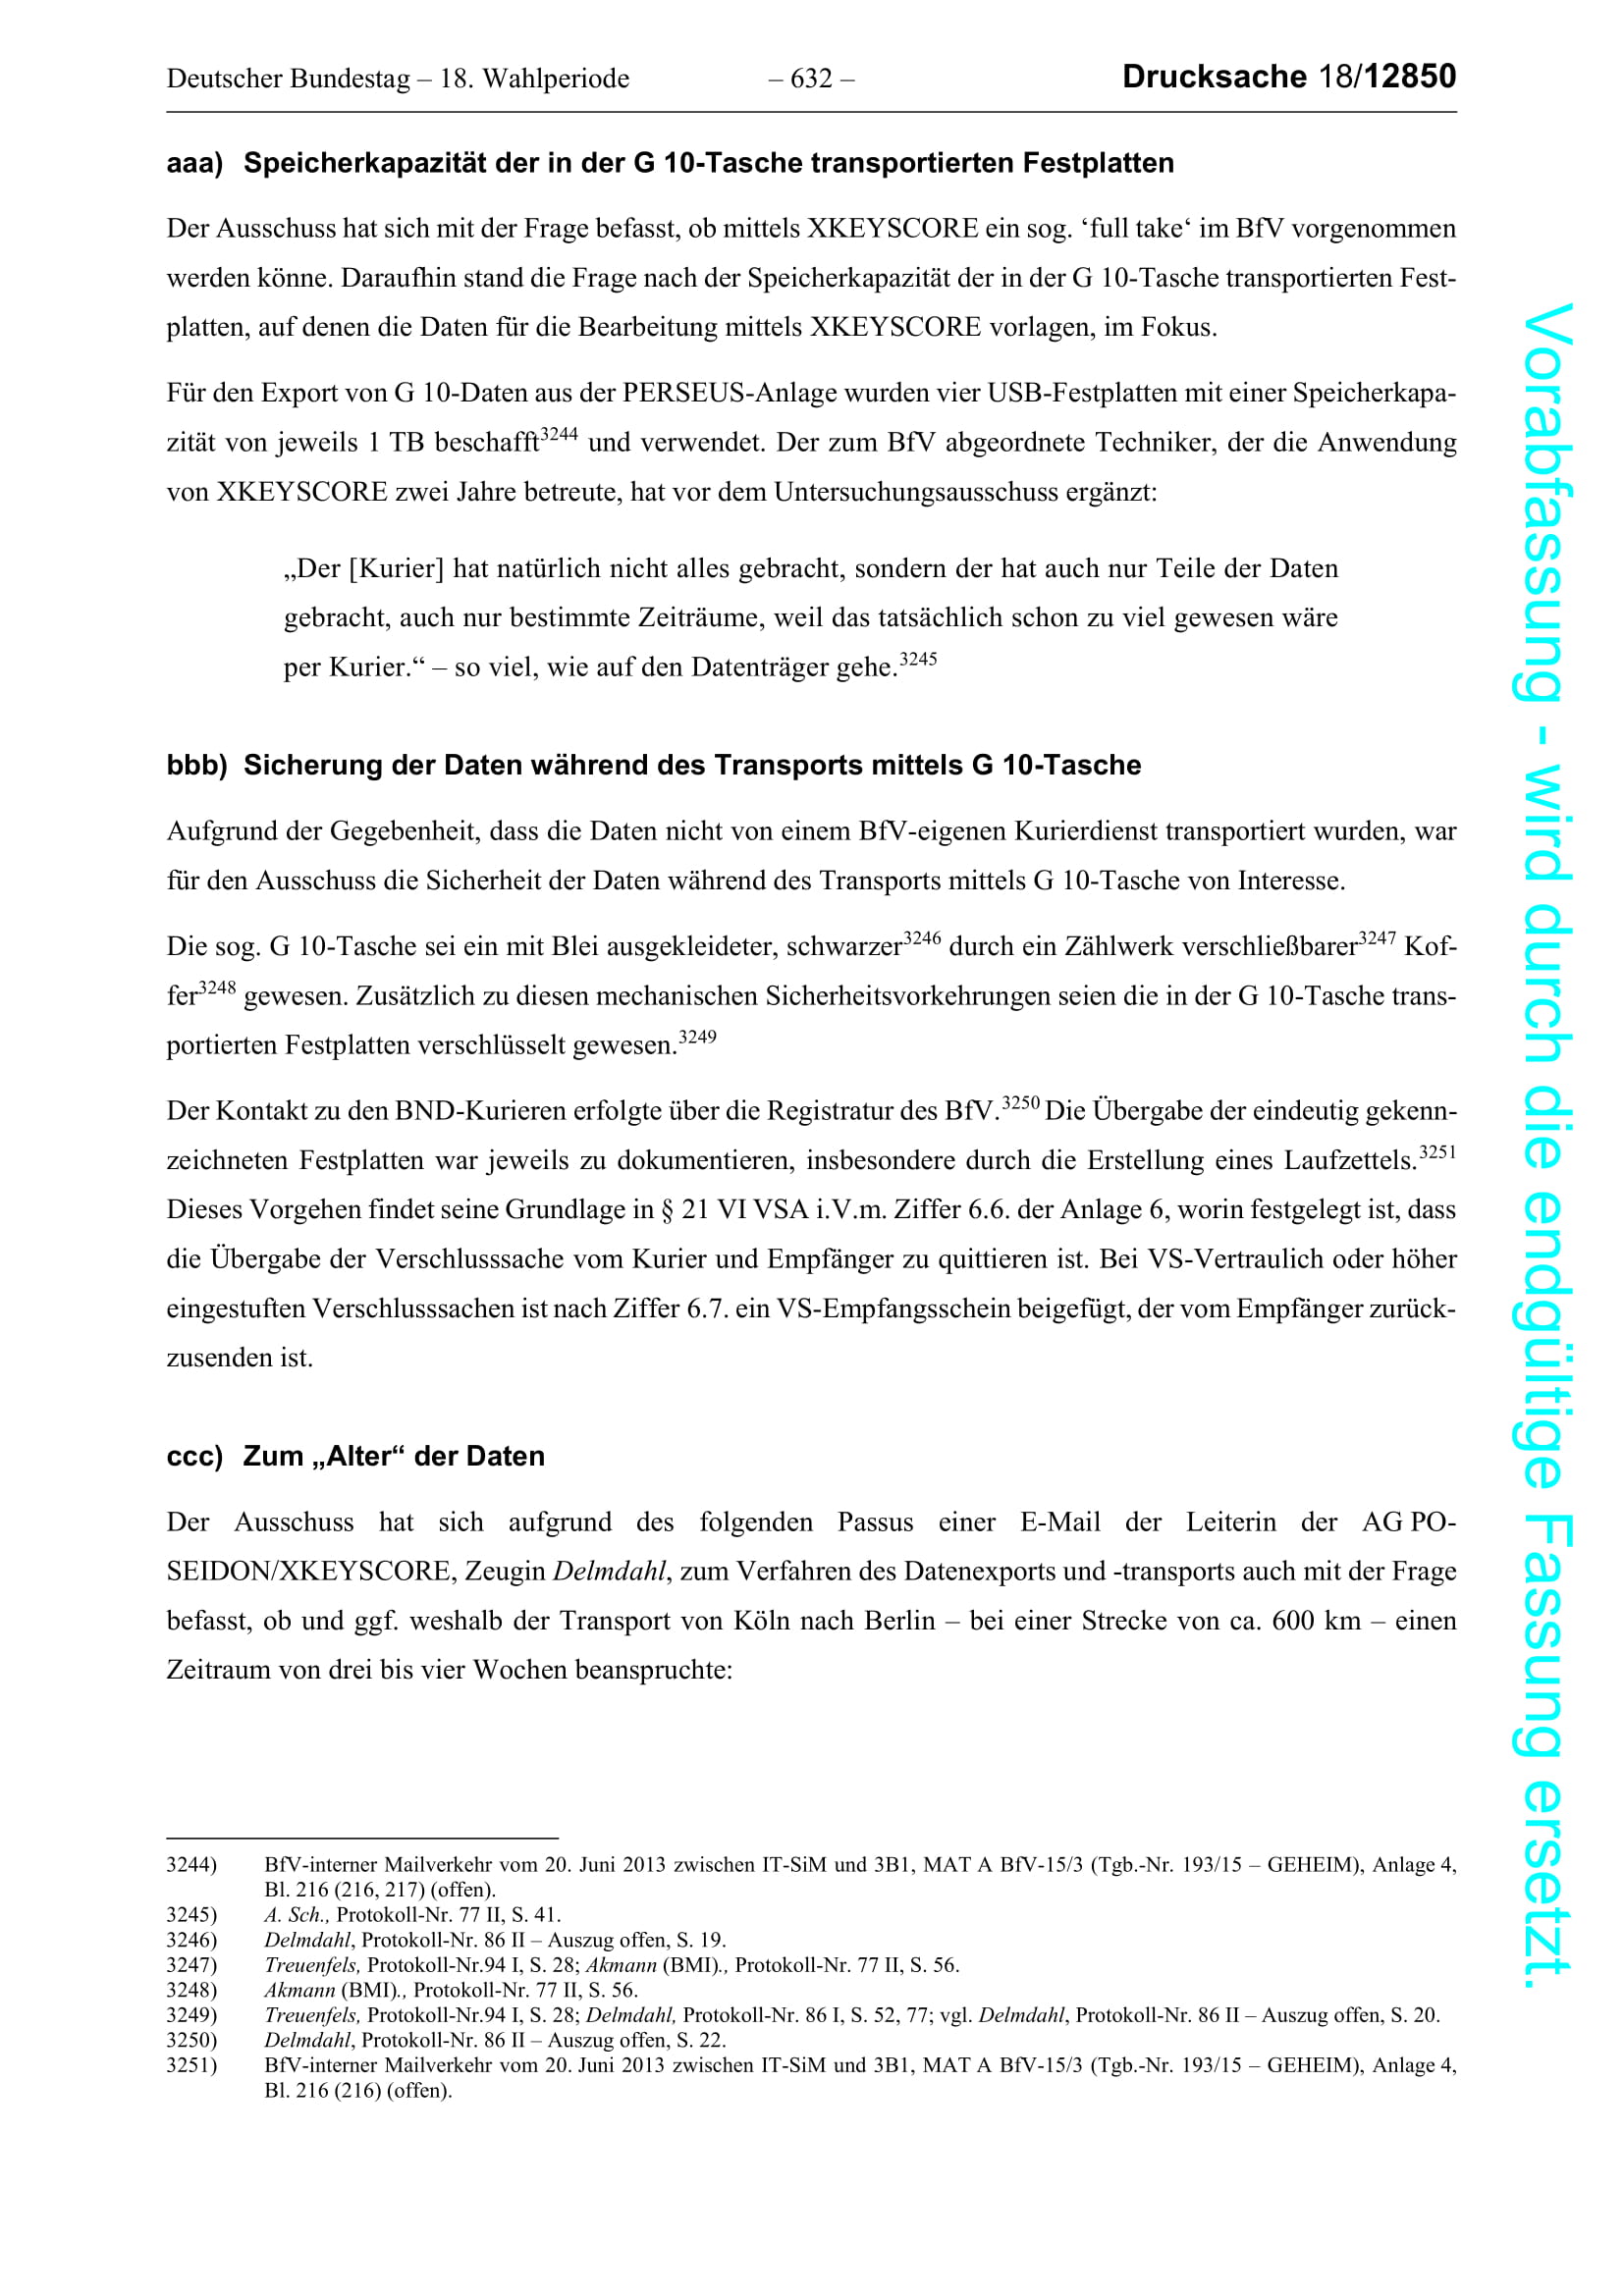 Deutscher Bundestag – 18. Wahlperiode – 632 – Drucksache 18/12850
aaa) Speicherkapazität der in der G 10-Tasche transportierten Festplatten
Der Ausschuss hat sich mit der Frage befasst, ob mittels XKEYSCORE ein sog. ‘full take‘ im BfV vorgenommen
werden könne. Daraufhin stand die Frage nach der Speicherkapazität der in der G 10-Tasche transportierten Fest-
platten, auf denen die Daten für die Bearbeitung mittels XKEYSCORE vorlagen, im Fokus.
Für den Export von G 10-Daten aus der PERSEUS-Anlage wurden vier USB-Festplatten mit einer Speicherkapa-
zität von jeweils 1 TB beschafft3244 und verwendet. Der zum BfV abgeordnete Techniker, der die Anwendung
von XKEYSCORE zwei Jahre betreute, hat vor dem Untersuchungsausschuss ergänzt:
„Der [Kurier] hat natürlich nicht alles gebracht, sondern der hat auch nur Teile der Daten
gebracht, auch nur bestimmte Zeiträume, weil das tatsächlich schon zu viel gewesen wäre
per Kurier.“ – so viel, wie auf den Datenträger gehe.3245
bbb) Sicherung der Daten während des Transports mittels G 10-Tasche
Aufgrund der Gegebenheit, dass die Daten nicht von einem BfV-eigenen Kurierdienst transportiert wurden, war
für den Ausschuss die Sicherheit der Daten während des Transports mittels G 10-Tasche von Interesse.
Die sog. G 10-Tasche sei ein mit Blei ausgekleideter, schwarzer3246 durch ein Zählwerk verschließbarer3247 Kof-
fer3248 gewesen. Zusätzlich zu diesen mechanischen Sicherheitsvorkehrungen seien die in der G 10-Tasche trans-
portierten Festplatten verschlüsselt gewesen.3249
Der Kontakt zu den BND-Kurieren erfolgte über die Registratur des BfV.3250 Die Übergabe der eindeutig gekenn-
zeichneten Festplatten war jeweils zu dokumentieren, insbesondere durch die Erstellung eines Laufzettels.3251
Dieses Vorgehen findet seine Grundlage in § 21 VI VSA i.V.m. Ziffer 6.6. der Anlage 6, worin festgelegt ist, dass
die Übergabe der Verschlusssache vom Kurier und Empfänger zu quittieren ist. Bei VS-Vertraulich oder höher
eingestuften Verschlusssachen ist nach Ziffer 6.7. ein VS-Empfangsschein beigefügt, der vom Empfänger zurück-
zusenden ist.
ccc) Zum „Alter“ der Daten
Der Ausschuss hat sich aufgrund des folgenden Passus einer E-Mail der Leiterin der AG PO-
SEIDON/XKEYSCORE, Zeugin Delmdahl, zum Verfahren des Datenexports und -transports auch mit der Frage
befasst, ob und ggf. weshalb der Transport von Köln nach Berlin – bei einer Strecke von ca. 600 km – einen
Zeitraum von drei bis vier Wochen beanspruchte:
3244) BfV-interner Mailverkehr vom 20. Juni 2013 zwischen IT-SiM und 3B1, MAT A BfV-15/3 (Tgb.-Nr. 193/15 – GEHEIM), Anlage 4,
Bl. 216 (216, 217) (offen).
3245) A. Sch., Protokoll-Nr. 77 II, S. 41.
3246) Delmdahl, Protokoll-Nr. 86 II – Auszug offen, S. 19.
3247) Treuenfels, Protokoll-Nr.94 I, S. 28; Akmann (BMI)., Protokoll-Nr. 77 II, S. 56.
3248) Akmann (BMI)., Protokoll-Nr. 77 II, S. 56.
3249) Treuenfels, Protokoll-Nr.94 I, S. 28; Delmdahl, Protokoll-Nr. 86 I, S. 52, 77; vgl. Delmdahl, Protokoll-Nr. 86 II – Auszug offen, S. 20.
3250) Delmdahl, Protokoll-Nr. 86 II – Auszug offen, S. 22.
3251) BfV-interner Mailverkehr vom 20. Juni 2013 zwischen IT-SiM und 3B1, MAT A BfV-15/3 (Tgb.-Nr. 193/15 – GEHEIM), Anlage 4,
Bl. 216 (216) (offen).
Vorabfassung - wird durch die endgültige Fassung ersetzt.